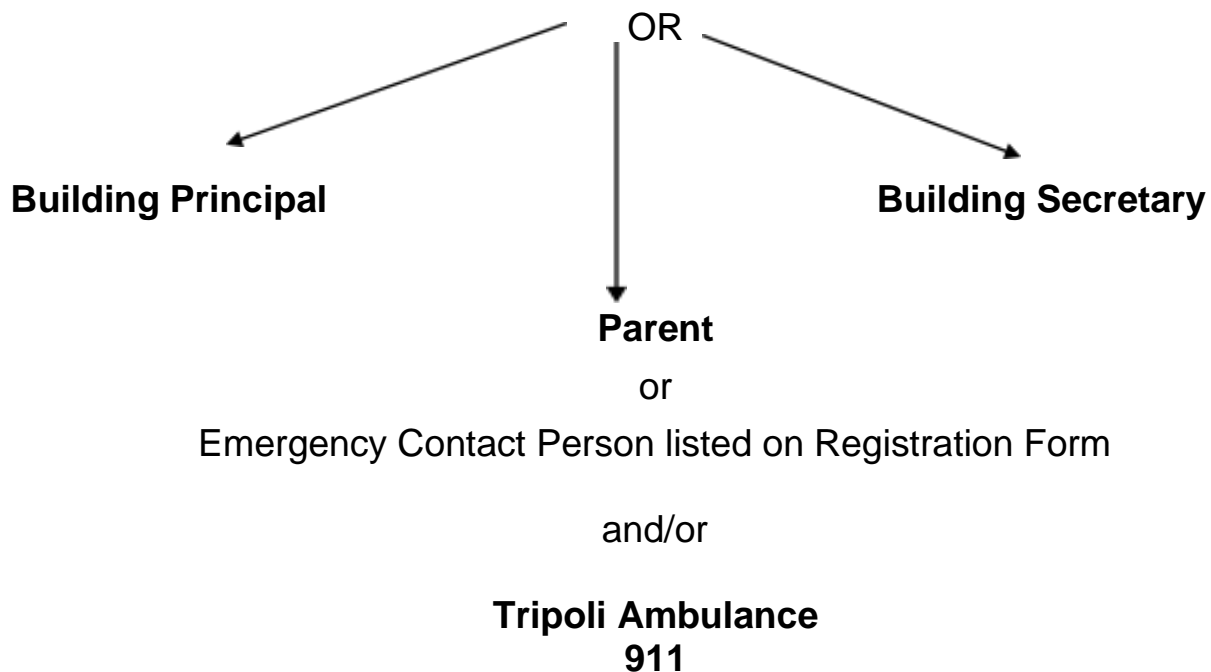 OR
Building Principal Building Secretary
Parent
or
Emergency Contact Person listed on Registration Form
and/or
Tripoli Ambulance
911